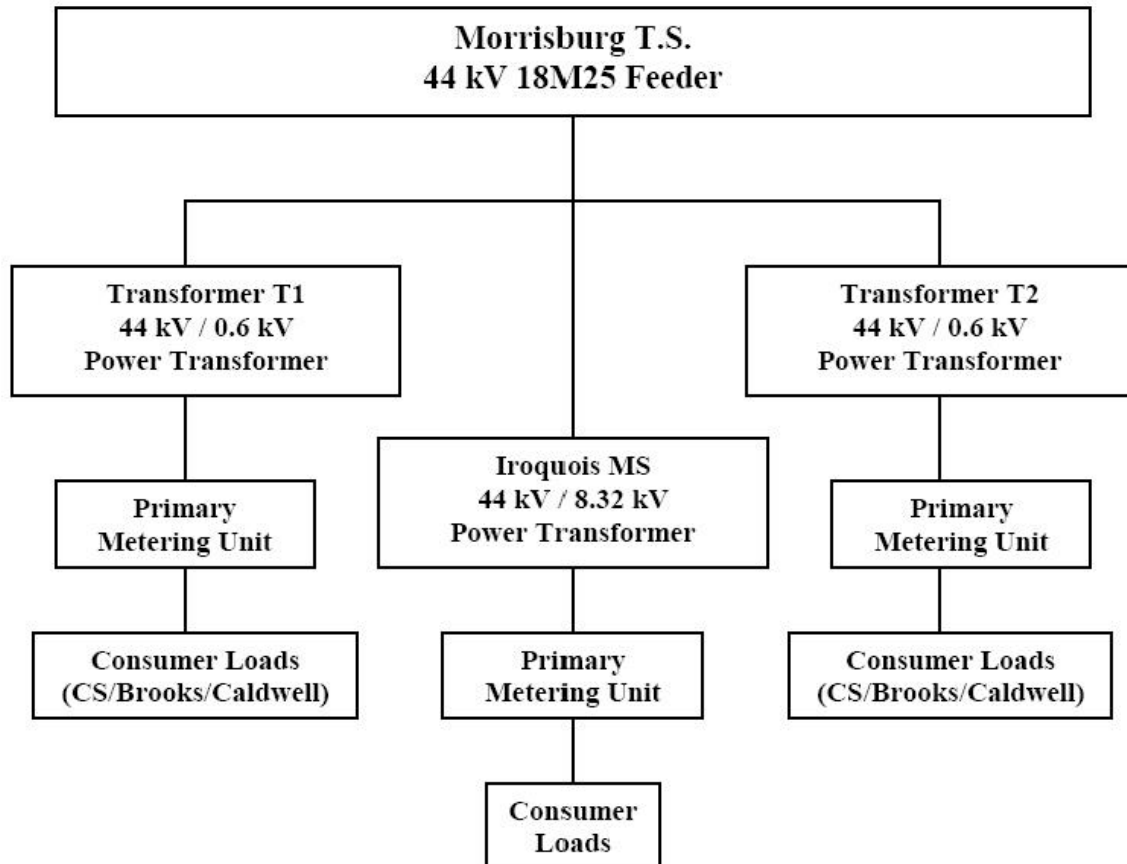 Morrisburg T.S.
44 kV 18M25 Feeder
Transformer T1
44 kV / 0.6 kV
Power Transformer
Transformer T2
44 kV / 0.6 kV
Power Transformer
Iroquois MS
44 kV / 8.32 kV
Power Transformer
Primary
Metering Unit
Primary
Metering Unit
Consumer Loads
(CS/Brooks/Caldwell)
Primary
Metering Unit
Consumer Loads
(CS/Brooks/Caldwell)
Consumer
Loads